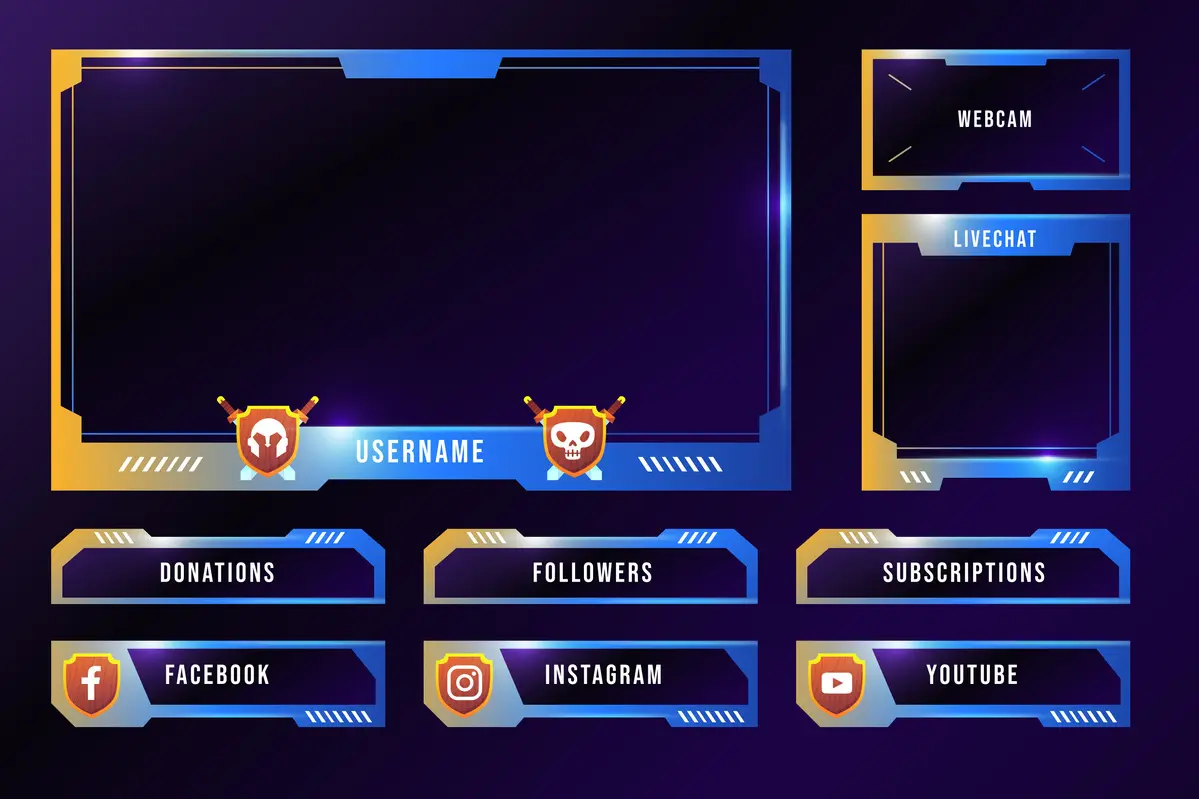 WEBCAM
LIVECHAT
USERNAME
DONATIONS
FOLLOWERS
SUBSCRIPTIONS
FACEBOOK
INSTAGRAM
YOUTUBE